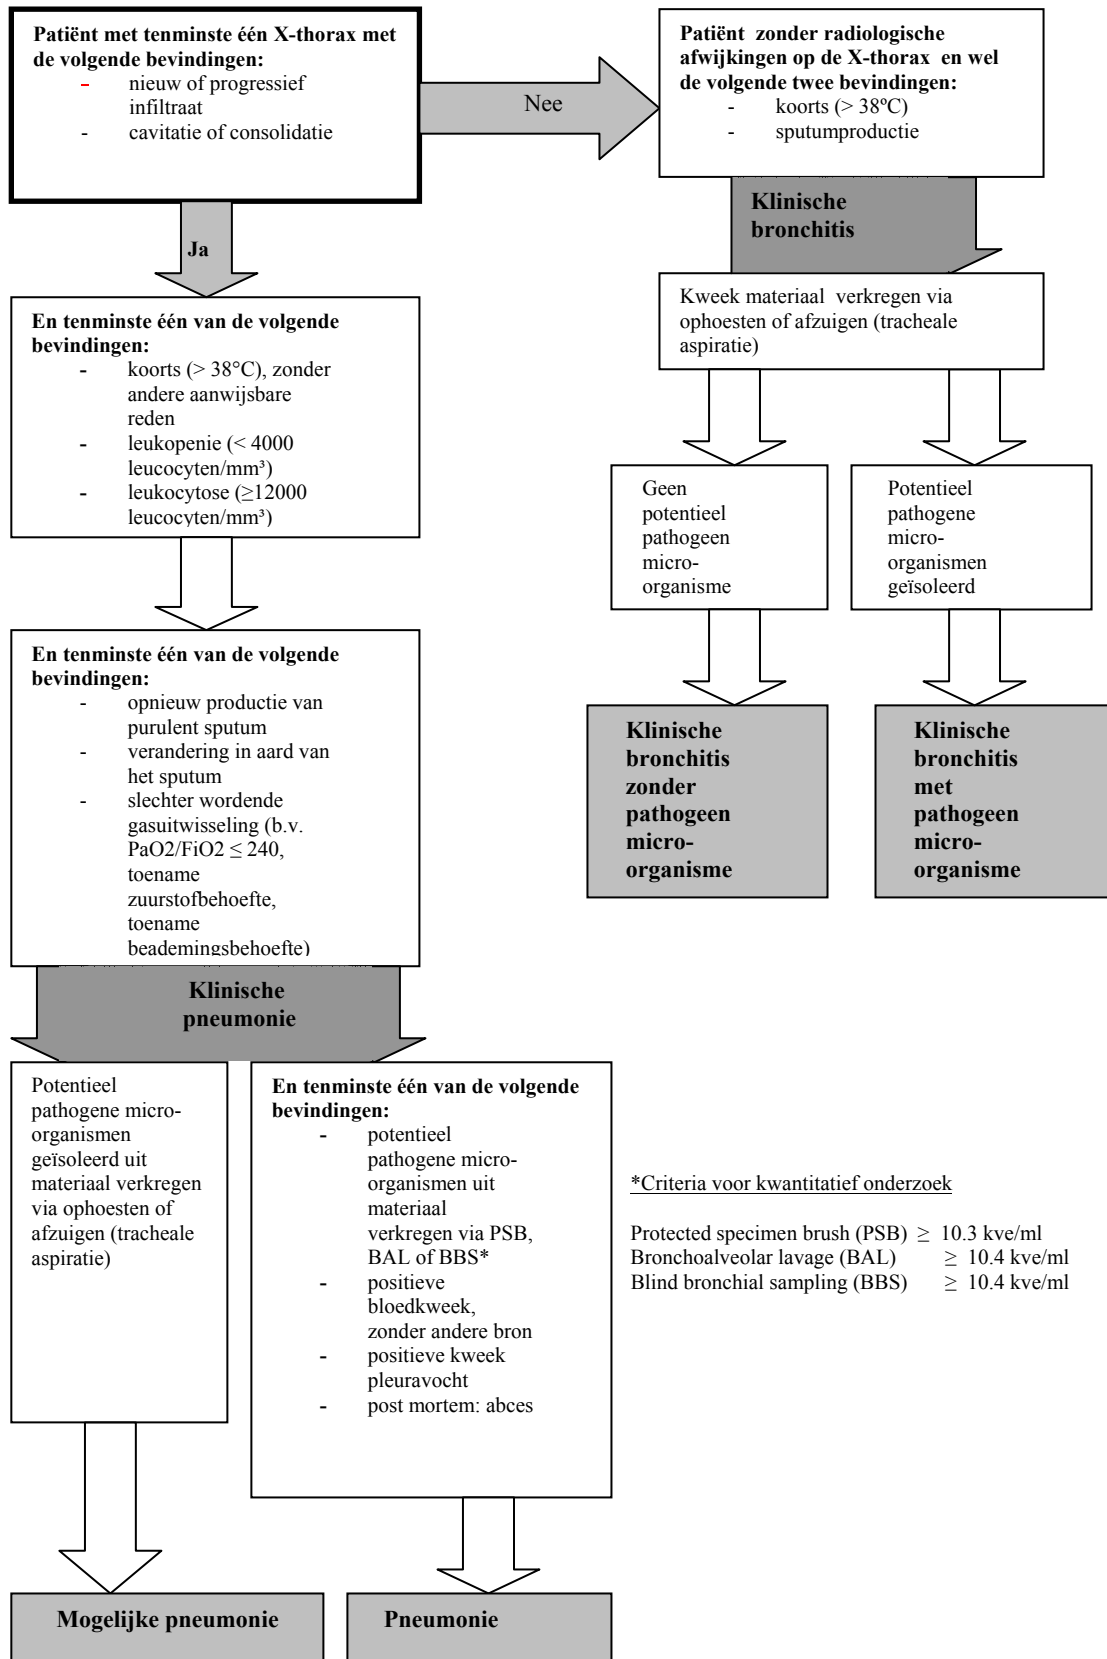 Patiënt met tenminste één X-thorax met
de volgende bevindingen:
- nieuw of progressief
infiltraat
- cavitatie of consolidatie
Nee
Patiënt zonder radiologische
afwijkingen op de X-thorax en wel
de volgende twee bevindingen:
- koorts (> 38ºC)
- sputumproductie
Klinische
bronchitis
Ja
Kweek materiaal verkregen via
ophoesten of afzuigen (tracheale
aspiratie)
En tenminste één van de volgende
bevindingen:
- koorts (> 38°C), zonder
andere aanwijsbare
reden
- leukopenie (< 4000
leucocyten/mm³)
- leukocytose (≥12000
leucocyten/mm³)
Geen
potentieel
pathogeen
micro-
organisme
Potentieel
pathogene
micro-
organismen
geïsoleerd
En tenminste één van de volgende
bevindingen:
- opnieuw productie van
purulent sputum
- verandering in aard van
het sputum
- slechter wordende
gasuitwisseling (b.v.
PaO2/FiO2 ≤ 240,
toename
zuurstofbehoefte,
toename
beademingsbehoefte)
Klinische
bronchitis
zonder
pathogeen
micro-
organisme
Klinische
bronchitis
met
pathogeen
micro-
organisme
Klinische
pneumonie
Potentieel
pathogene micro-
organismen
geïsoleerd uit
materiaal verkregen
via ophoesten of
afzuigen (tracheale
aspiratie)
En tenminste één van de volgende
bevindingen:
- potentieel
pathogene micro-
organismen uit
materiaal
verkregen via PSB,
BAL of BBS*
- positieve
bloedkweek,
zonder andere bron
- positieve kweek
pleuravocht
- post mortem: abces
*Criteria voor kwantitatief onderzoek
Protected specimen brush (PSB) ≥ 10.3 kve/ml
Bronchoalveolar lavage (BAL) ≥ 10.4 kve/ml
Blind bronchial sampling (BBS) ≥ 10.4 kve/ml
Mogelijke pneumonie
Pneumonie